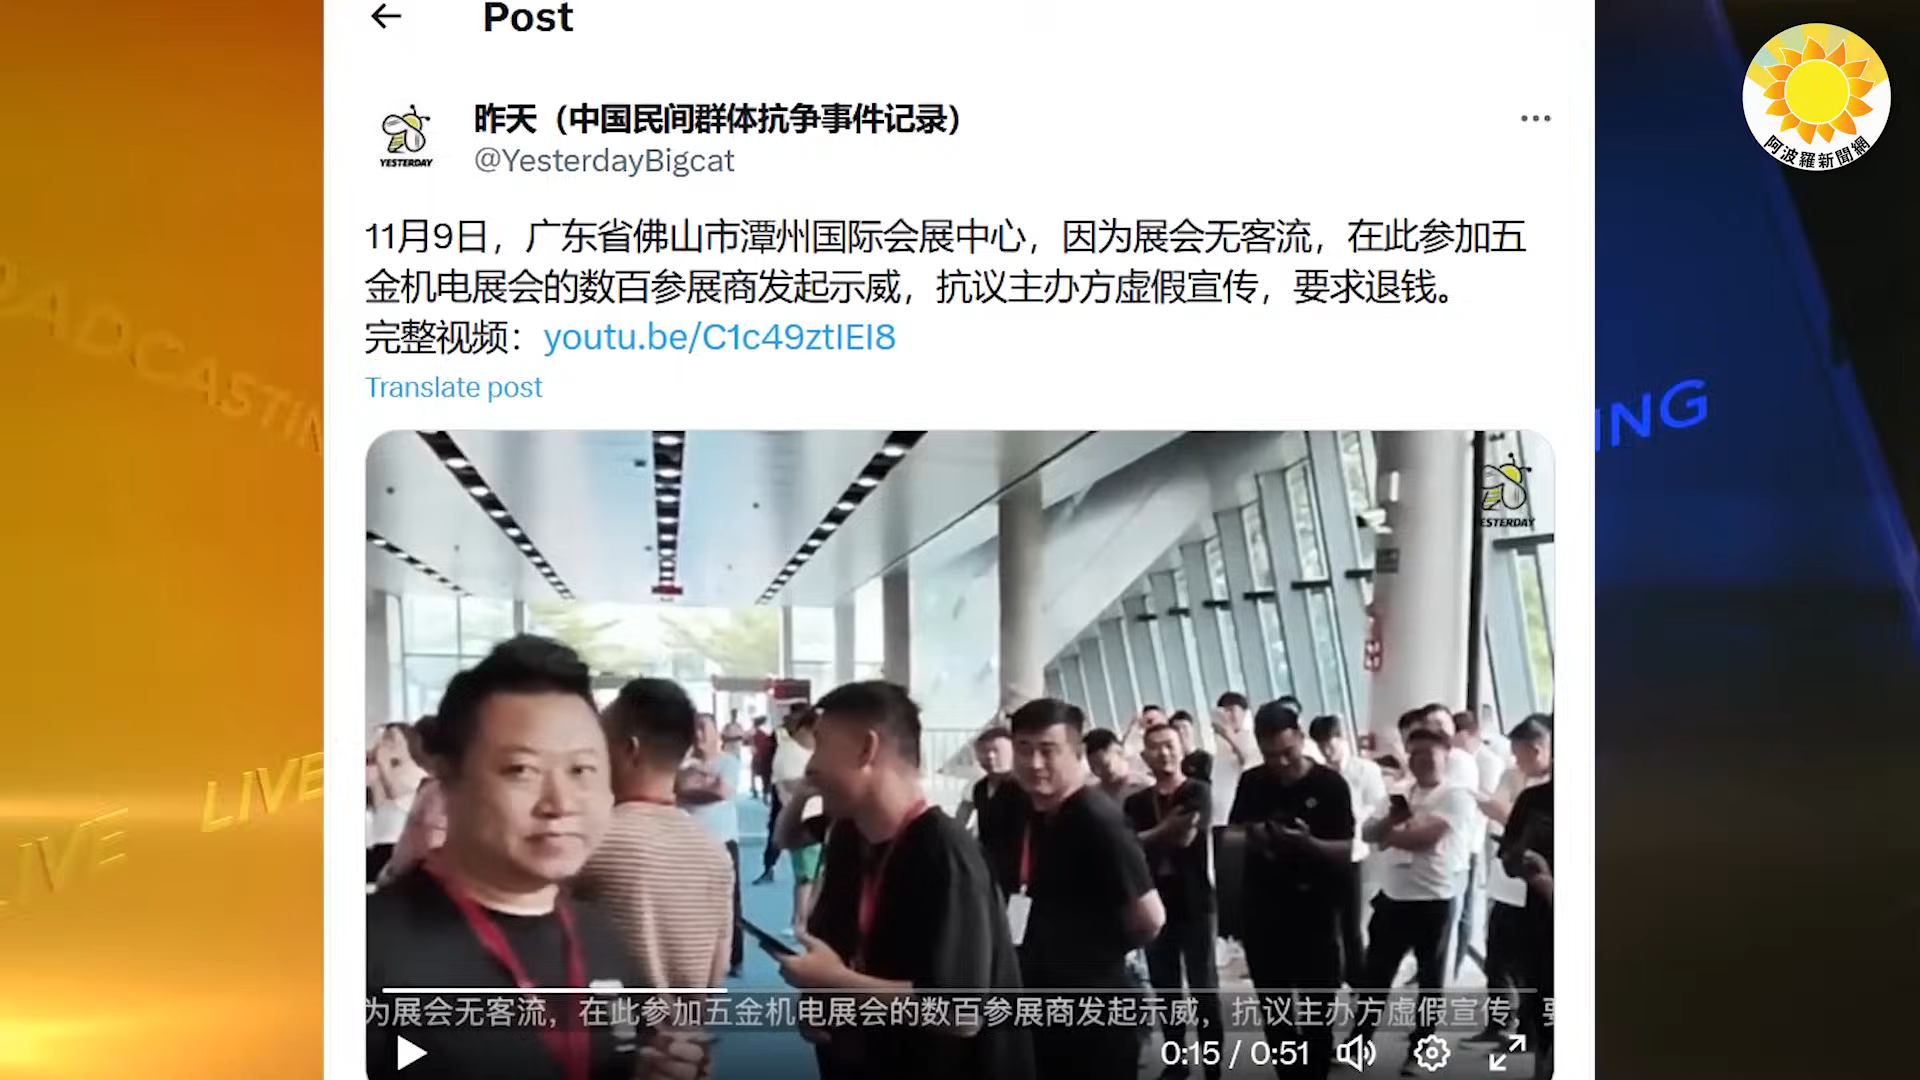 Post
昨天（中国民间群体抗争事件记录）
@YesterdayBigcat
YESTERDAY
11月9日，广东省佛山市潭州国际会展中心，因为展会无客流，在此参加五
金机电展会的数百参展商发起示威，抗议主办方虚假宣传，要求退钱。
完整视频：youtu.be/C1c49ztIEI8
Translate post
ESTERDAY
为展会无客流，在此参加五金机电展会的数百参展商发起示威，抗议主办方虚假宣传，
0:15 / 0:51
阿波羅新聞網
ADCASTIN
LIVE
LIVE
ING